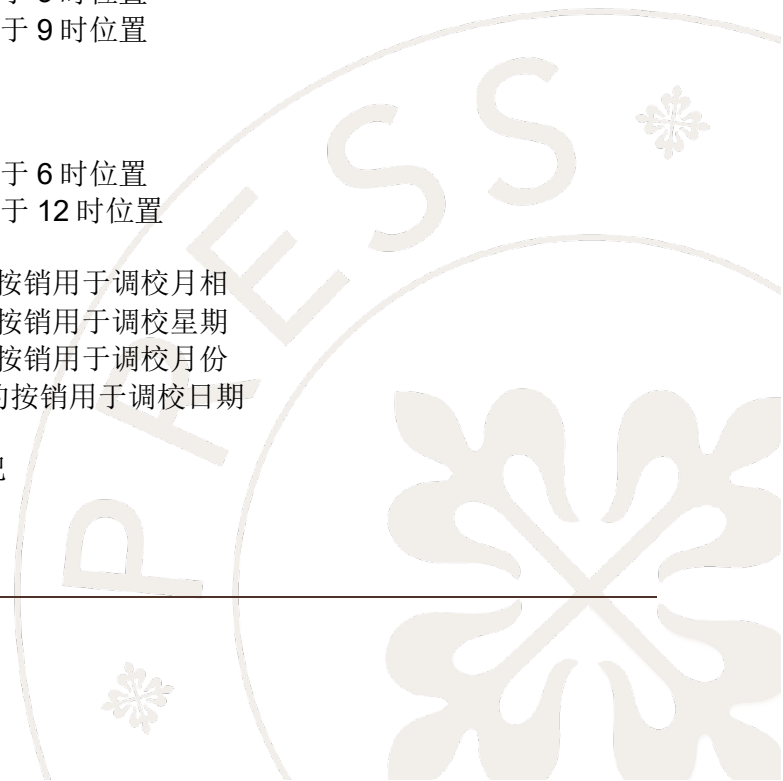 于 9 时位置
于 6 时位置
于 12 时位置
按销用于调校月相
按销用于调校星期
按销用于调校月份
的按销用于调校日期
PRESS